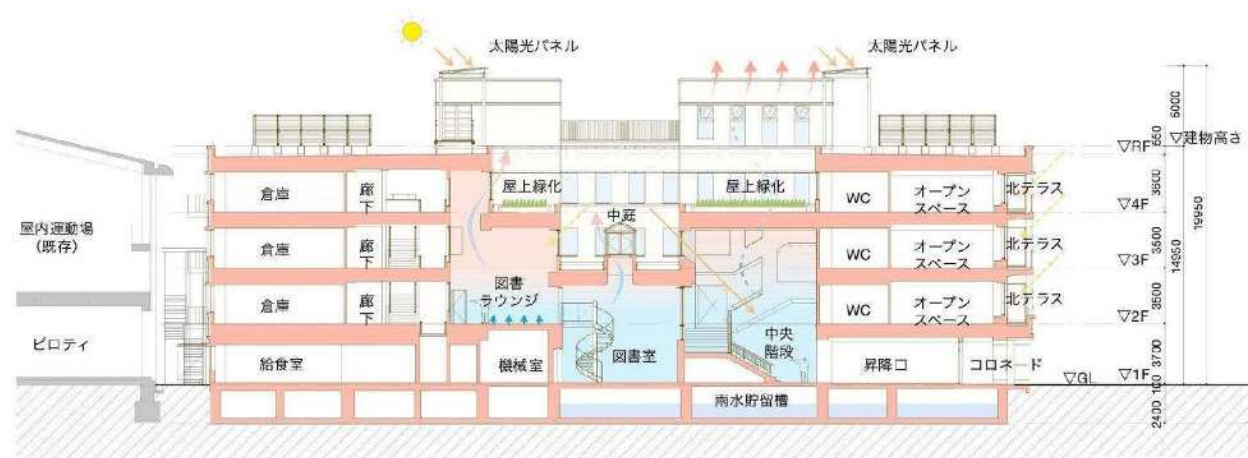 太陽光パネル
太陽光パネル
5000
550
▽RF
▽建物高さ
倉庫
廊下
屋上緑化
屋上緑化
WC
オープン
スペース
北テラス
3600
▽4F
中庭
屋内運動場
(既存)
倉庫
廊下
WC
オープン
スペース
北テラス
3500
▽3F
14950
19950
図書
ラウンジ
倉庫
廊下
WC
オープン
スペース
北テラス
3500
▽2F
ピロティ
給食室
機械室
図書室
中央
階段
昇降口
コロネード
3700
▽GL
▽1F
100
雨水貯留槽
2400